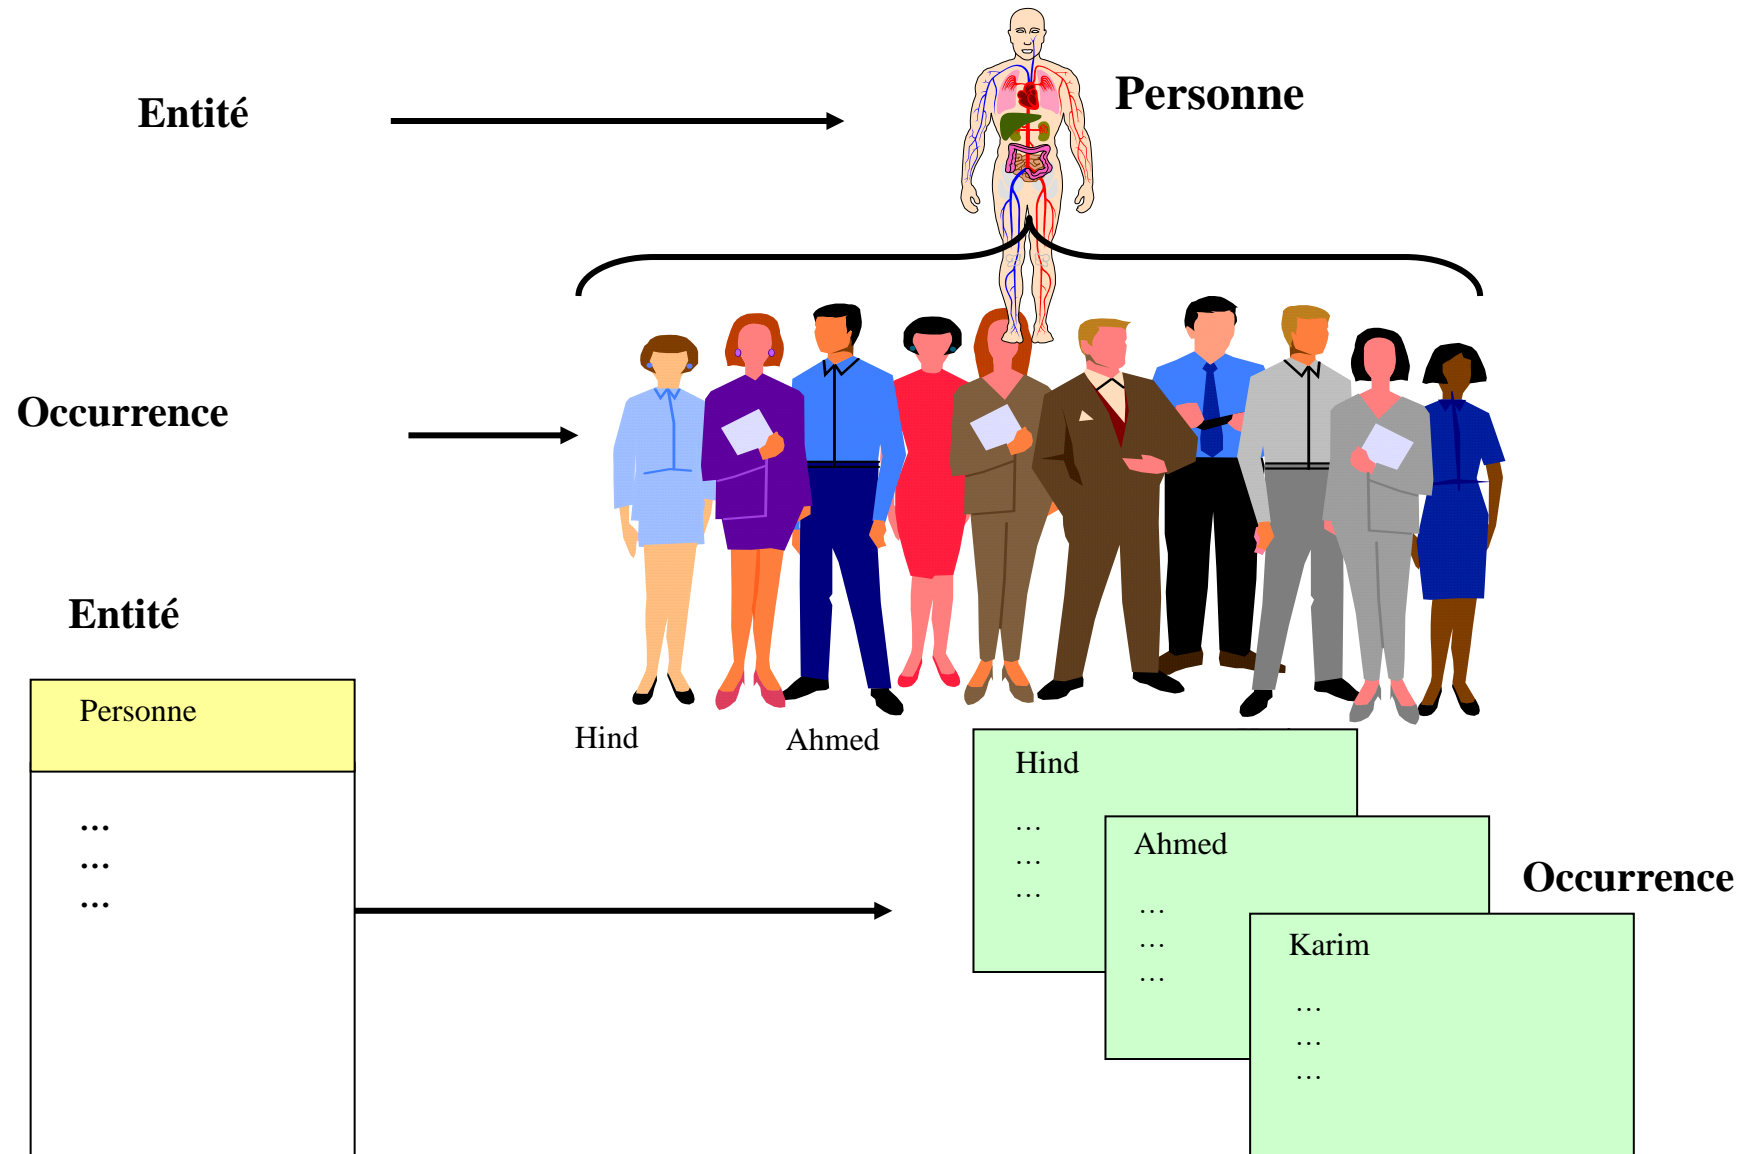 Entité
Personne
Occurrence
Entité
Personne
…
…
…
Hind
Ahmed
Hind
…
…
…
Ahmed
…
…
…
Occurrence
Karim
…
…
…